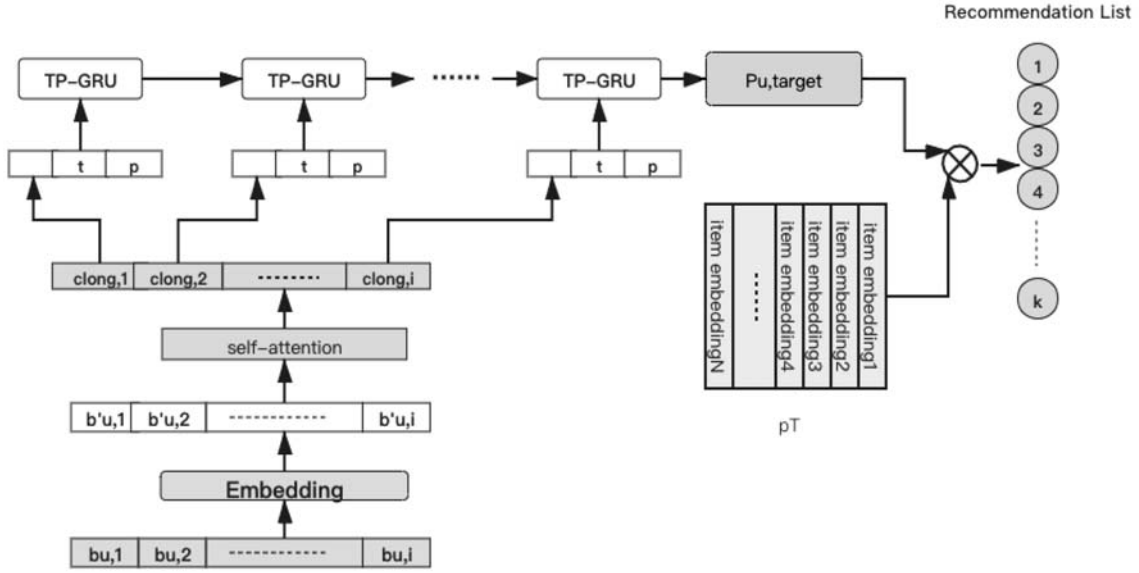 Recommendation List
TP-GRU
TP-GRU
......
TP-GRU
Pu,target
1
2
3
4
k
t p
t p
t p
clong,1 clong,2 ........ clong,i
self-attention
b'u,1 b'u,2 b'u,i
Embedding
bu,1 bu,2 bu,i
item embeddingN
......
item embedding4
item embedding3
item embedding2
item embedding1
pT